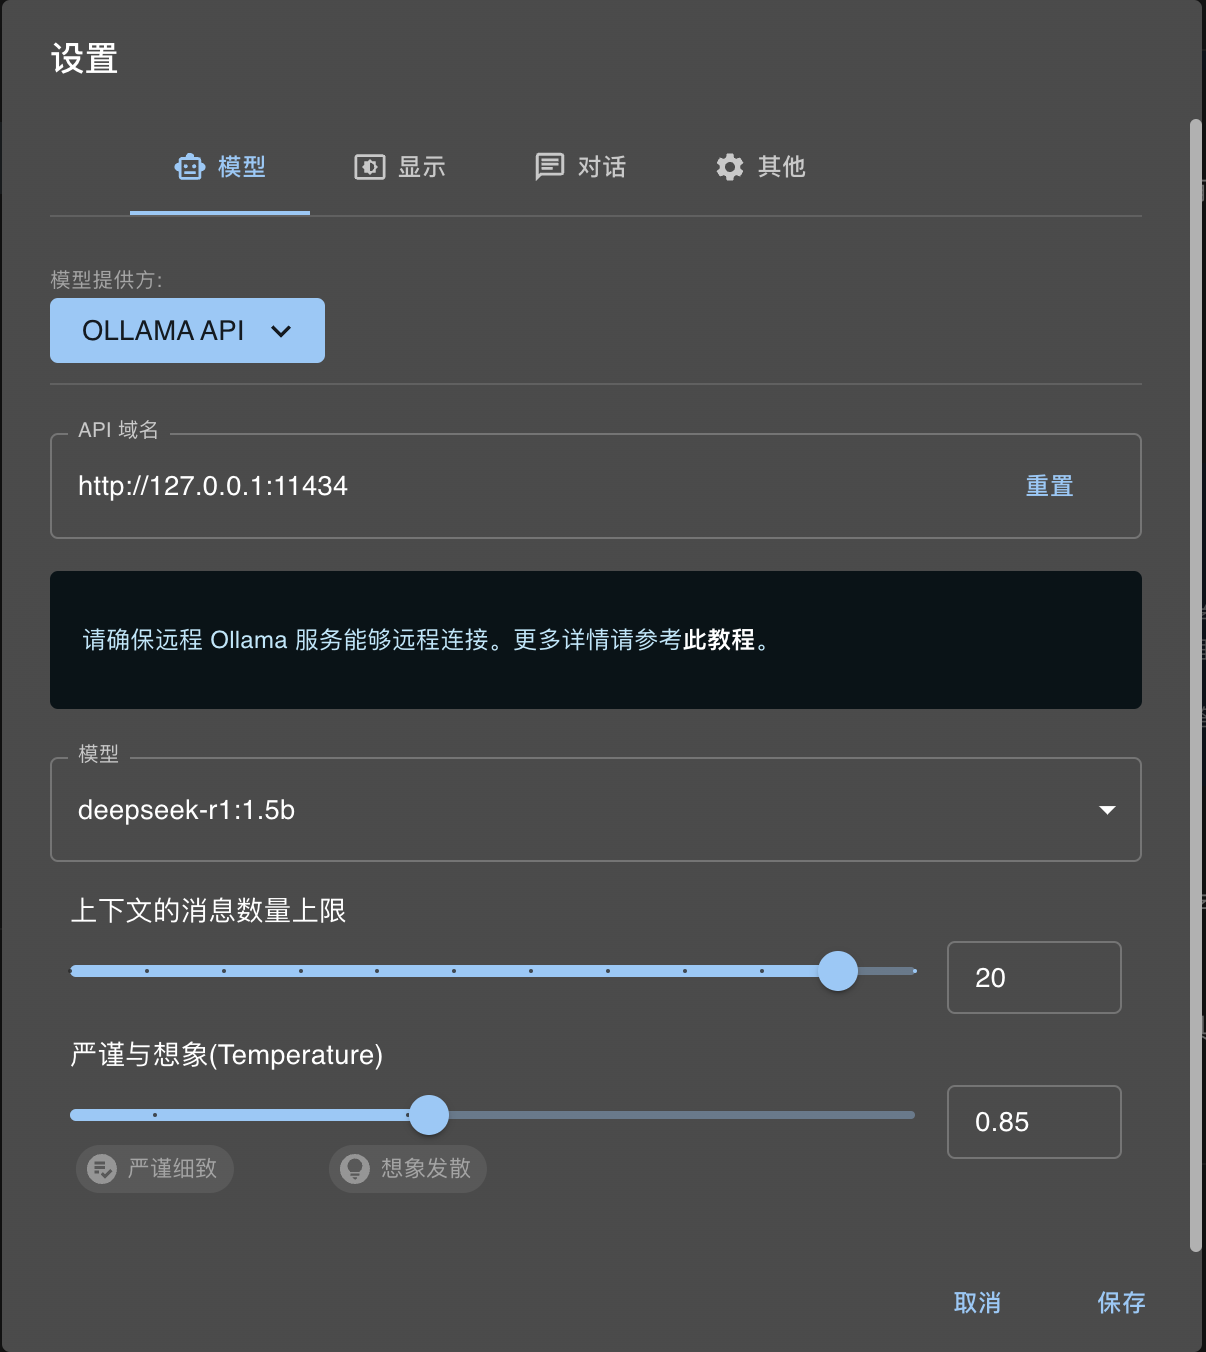 设置
模型 显示 对话 其他
模型提供方:
OLLAMA API
API 域名
http://127.0.0.1:11434 重置
请确保远程 Ollama 服务能够远程连接。更多详情请参考此教程。
模型
deepseek-r1:1.5b
上下文的消息数量上限
20
严谨与想象(Temperature)
0.85
严谨细致 想象发散
取消 保存